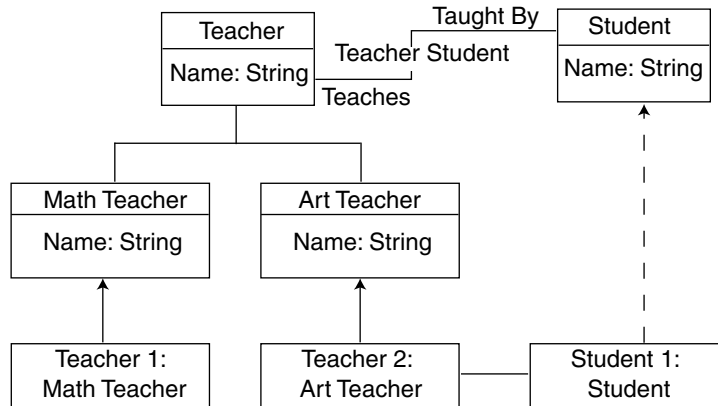 Taught By
Teacher
Student
Name: String
Teacher Student
Name: String
Teaches
Math Teacher
Art Teacher
Name: String
Name: String
Teacher 1:
Math Teacher
Teacher 2:
Art Teacher
Student 1:
Student